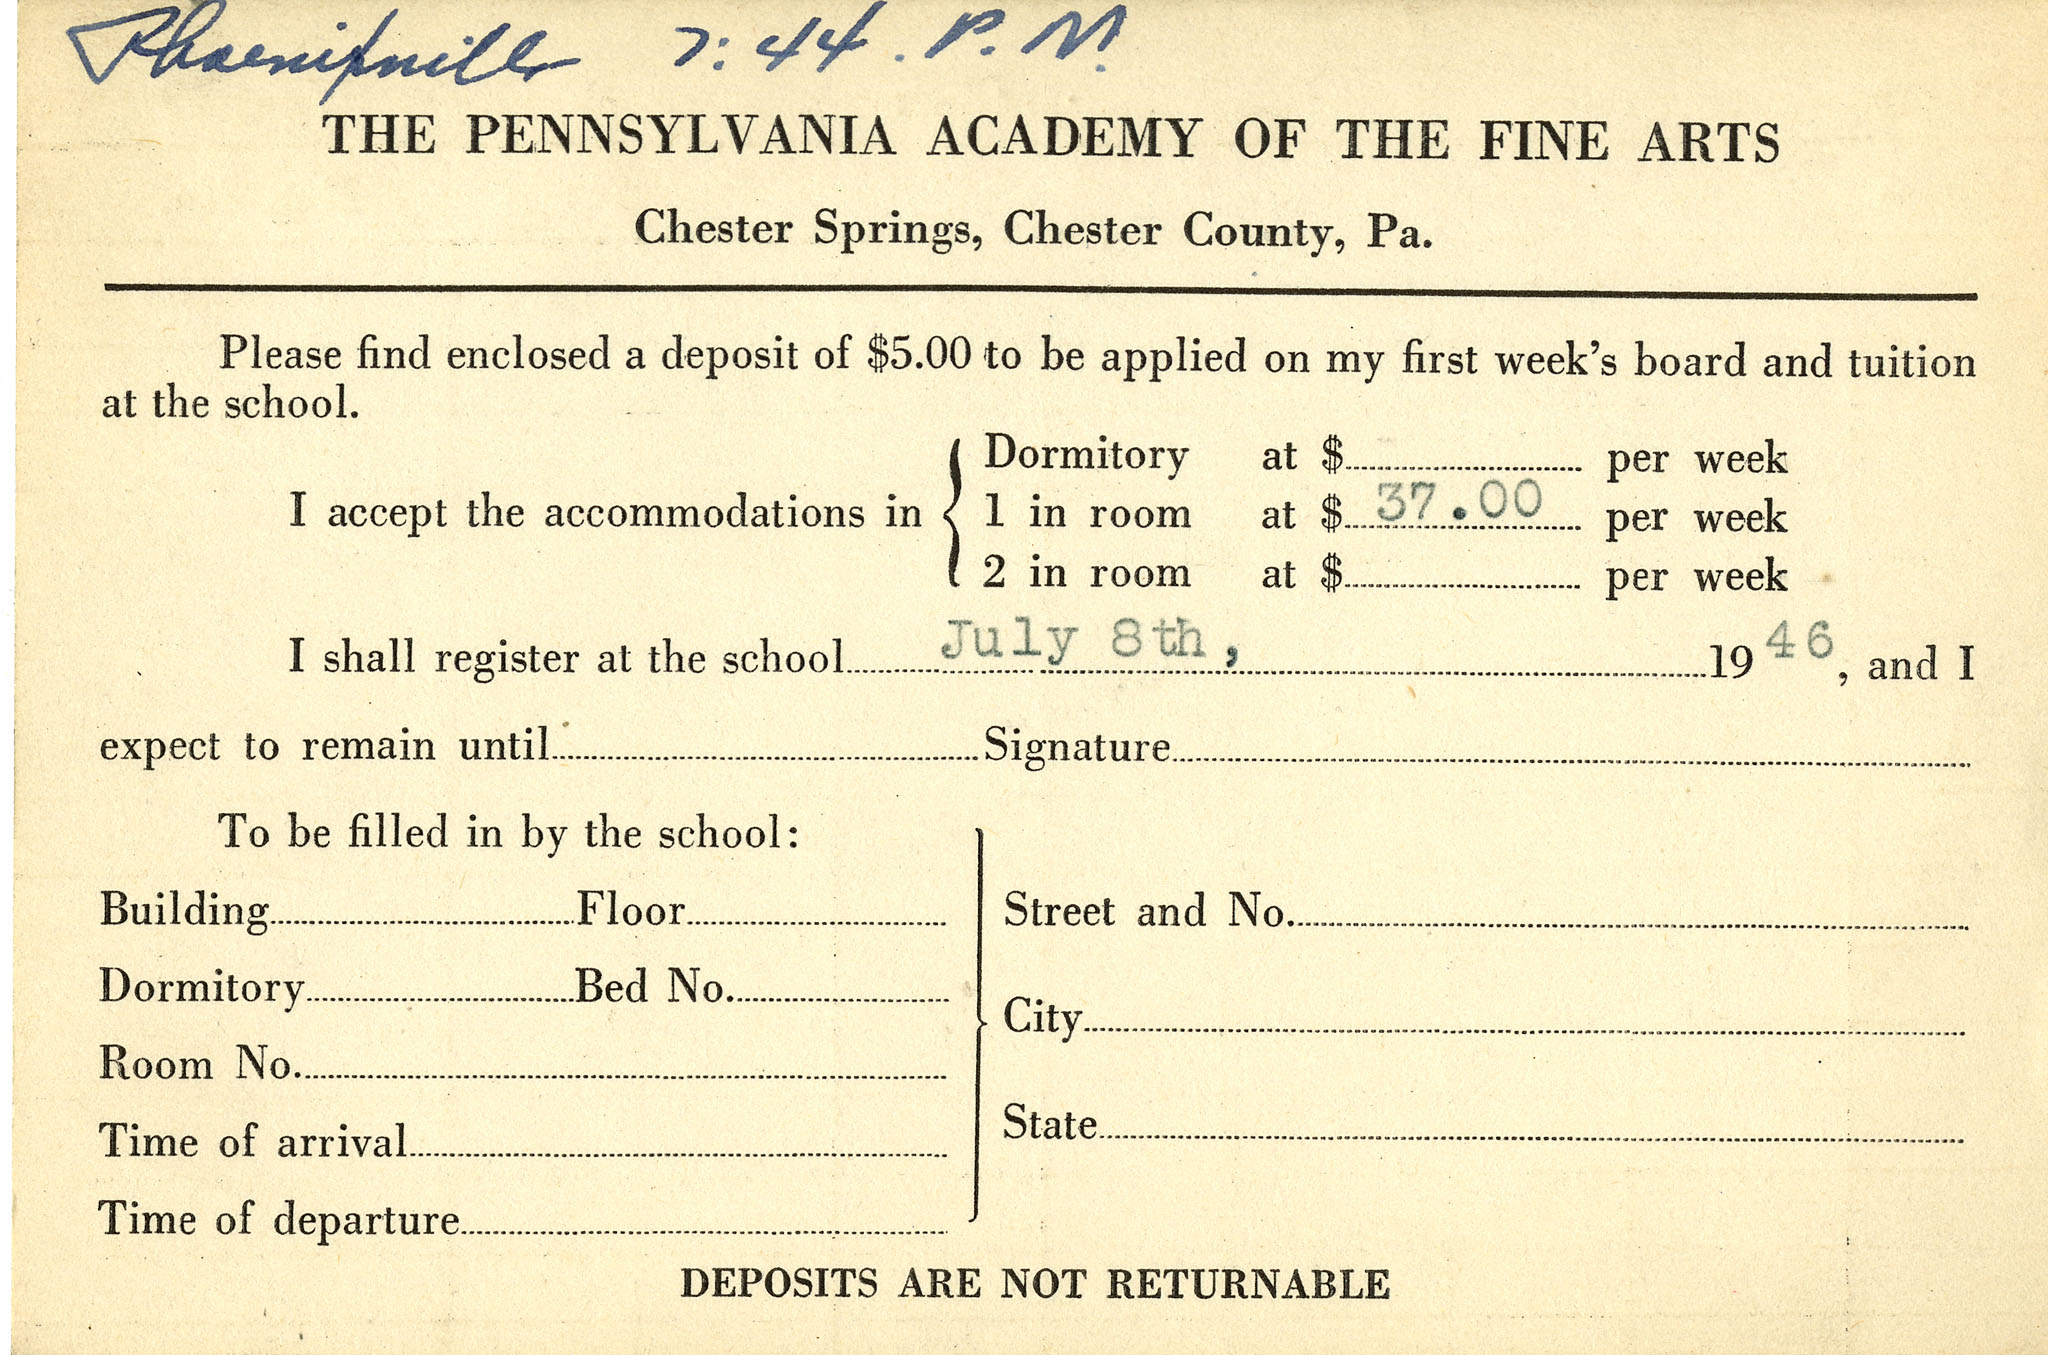 Phoenixville 7:44. P. M.
THE PENNSYLVANIA ACADEMY OF THE FINE ARTS
Chester Springs, Chester County, Pa.
Please find enclosed a deposit of $5.00 to be applied on my first week's board and tuition
at the school.
Dormitory at $.......... per week
I accept the accommodations in { 1 in room at $ 37.00 per week
2 in room at $.......... per week
I shall register at the school.....July 8th,..........19 46, and I
expect to remain until..........Signature..........
To be filled in by the school:
Building..........Floor.......... Street and No...........
Dormitory..........Bed No........... City..........
Room No...........
Time of arrival.......... State..........
Time of departure..........
DEPOSITS ARE NOT RETURNABLE